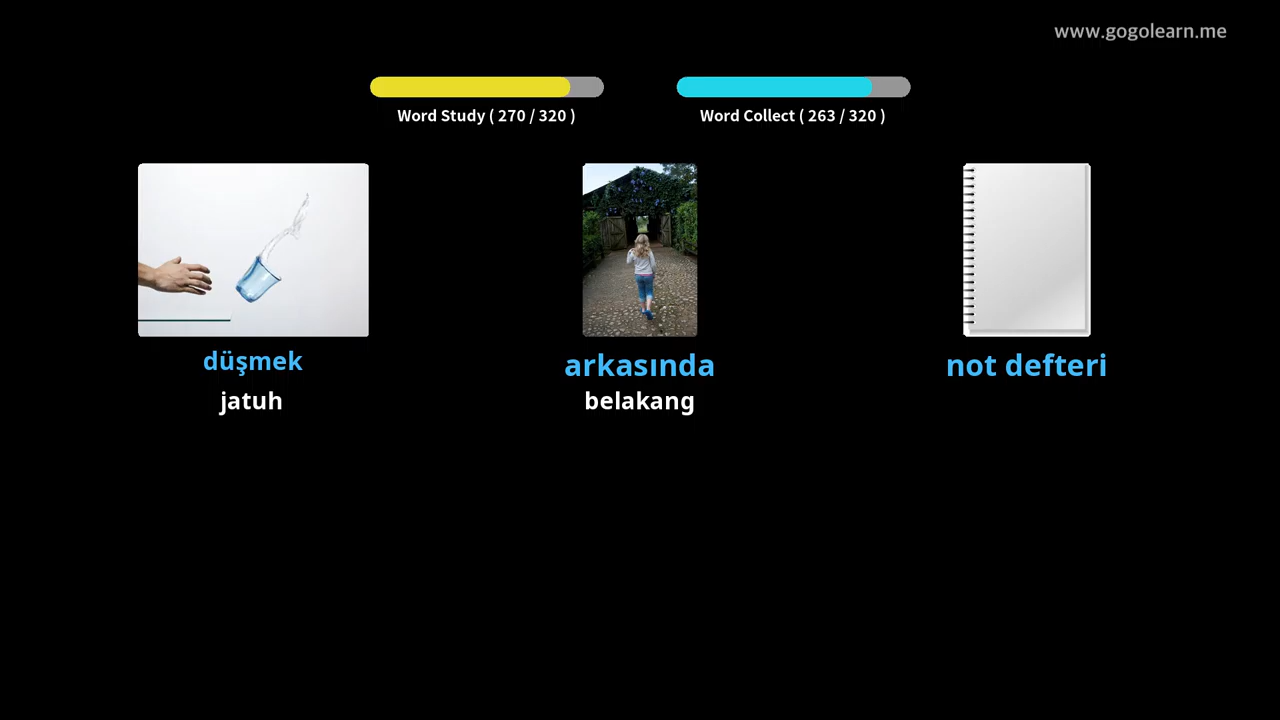 www.gogolearn.me
Word Study ( 270 / 320 )
Word Collect ( 263 / 320 )
düşmek
jatuh
arkasında
belakang
not defteri